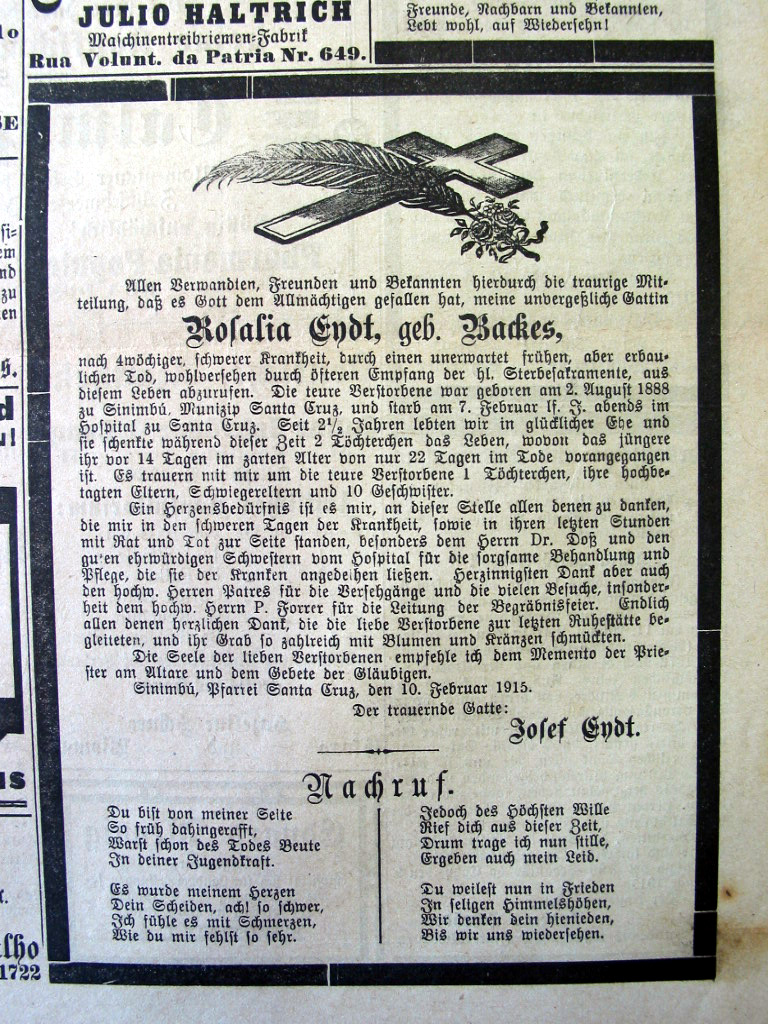 JULIO HALTRICH
Maschinentreibriemen-Fabrik
Rua Volunt. da Patria Nr. 649.
Freunde, Nachbarn und Bekannten,
Lebt wohl, auf Wiedersehn!
Allen Verwandten, Freunden und Bekannten hierdurch die traurige Mit-
teilung, daß es Gott dem Allmächtigen gefallen hat, meine unvergeßliche Gattin
Rosalia Eydt, geb. Backes,
nach 4wöchiger, schwerer Krankheit, durch einen unerwartet frühen, aber erbau-
lichen Tod, wohlversehen durch öfteren Empfang der hl. Sterbesakramente, aus
diesem Leben abzurufen. Die teure Verstorbene war geboren am 2. August 1888
zu Sinimbú, Munizip Santa Cruz, und starb am 7. Februar lf. J. abends im
Hospital zu Santa Cruz. Seit 2½ Jahren lebten wir in glücklicher Ehe und
sie schenkte während dieser Zeit 2 Töchterchen das Leben, wovon das jüngere
ihr vor 14 Tagen im zarten Alter von nur 22 Tagen im Tode vorangegangen
ist. Es trauern mit mir um die teure Verstorbene 1 Töchterchen, ihre hochbe-
tagten Eltern, Schwiegereltern und 10 Geschwister.
Ein Herzensbedürfnis ist es mir, an dieser Stelle allen denen zu danken,
die mir in den schweren Tagen der Krankheit, sowie in ihren letzten Stunden
mit Rat und Tat zur Seite standen, besonders dem Herrn Dr. Doß und den
guten ehrwürdigen Schwestern vom Hospital für die sorgsame Behandlung und
Pflege, die sie der Kranken angedeihen ließen. Herzinnigsten Dank aber auch
den hochw. Herren Patres für die Versehgänge und die vielen Besuche, insonder-
heit dem hochw. Herrn P. Forrer für die Leitung der Begräbnisfeier. Endlich
allen denen herzlichen Dank, die die liebe Verstorbene zur letzten Ruhestätte be-
gleiteten, und ihr Grab so zahlreich mit Blumen und Kränzen schmückten.
Die Seele der lieben Verstorbenen empfehle ich dem Memento der Prie-
ster am Altare und dem Gebete der Gläubigen.
Sinimbú, Pfarrei Santa Cruz, den 10. Februar 1915.
Der trauernde Gatte:
Josef Eydt.
Nachruf.
Du bist von meiner Seite
So früh dahingerafft,
Warst schon des Todes Beute
In deiner Jugendkraft.
Es wurde meinem Herzen
Dein Scheiden, ach! so schwer,
Ich fühle es mit Schmerzen,
Wie du mir fehlst so sehr.
Jedoch des Höchsten Wille
Rief dich aus dieser Zeit,
Drum trage ich nun stille,
Ergeben auch mein Leid.
Du weilest nun in Frieden
In seligen Himmelshöhen,
Wir denken dein hienieden,
Bis wir uns wiedersehen.
1722